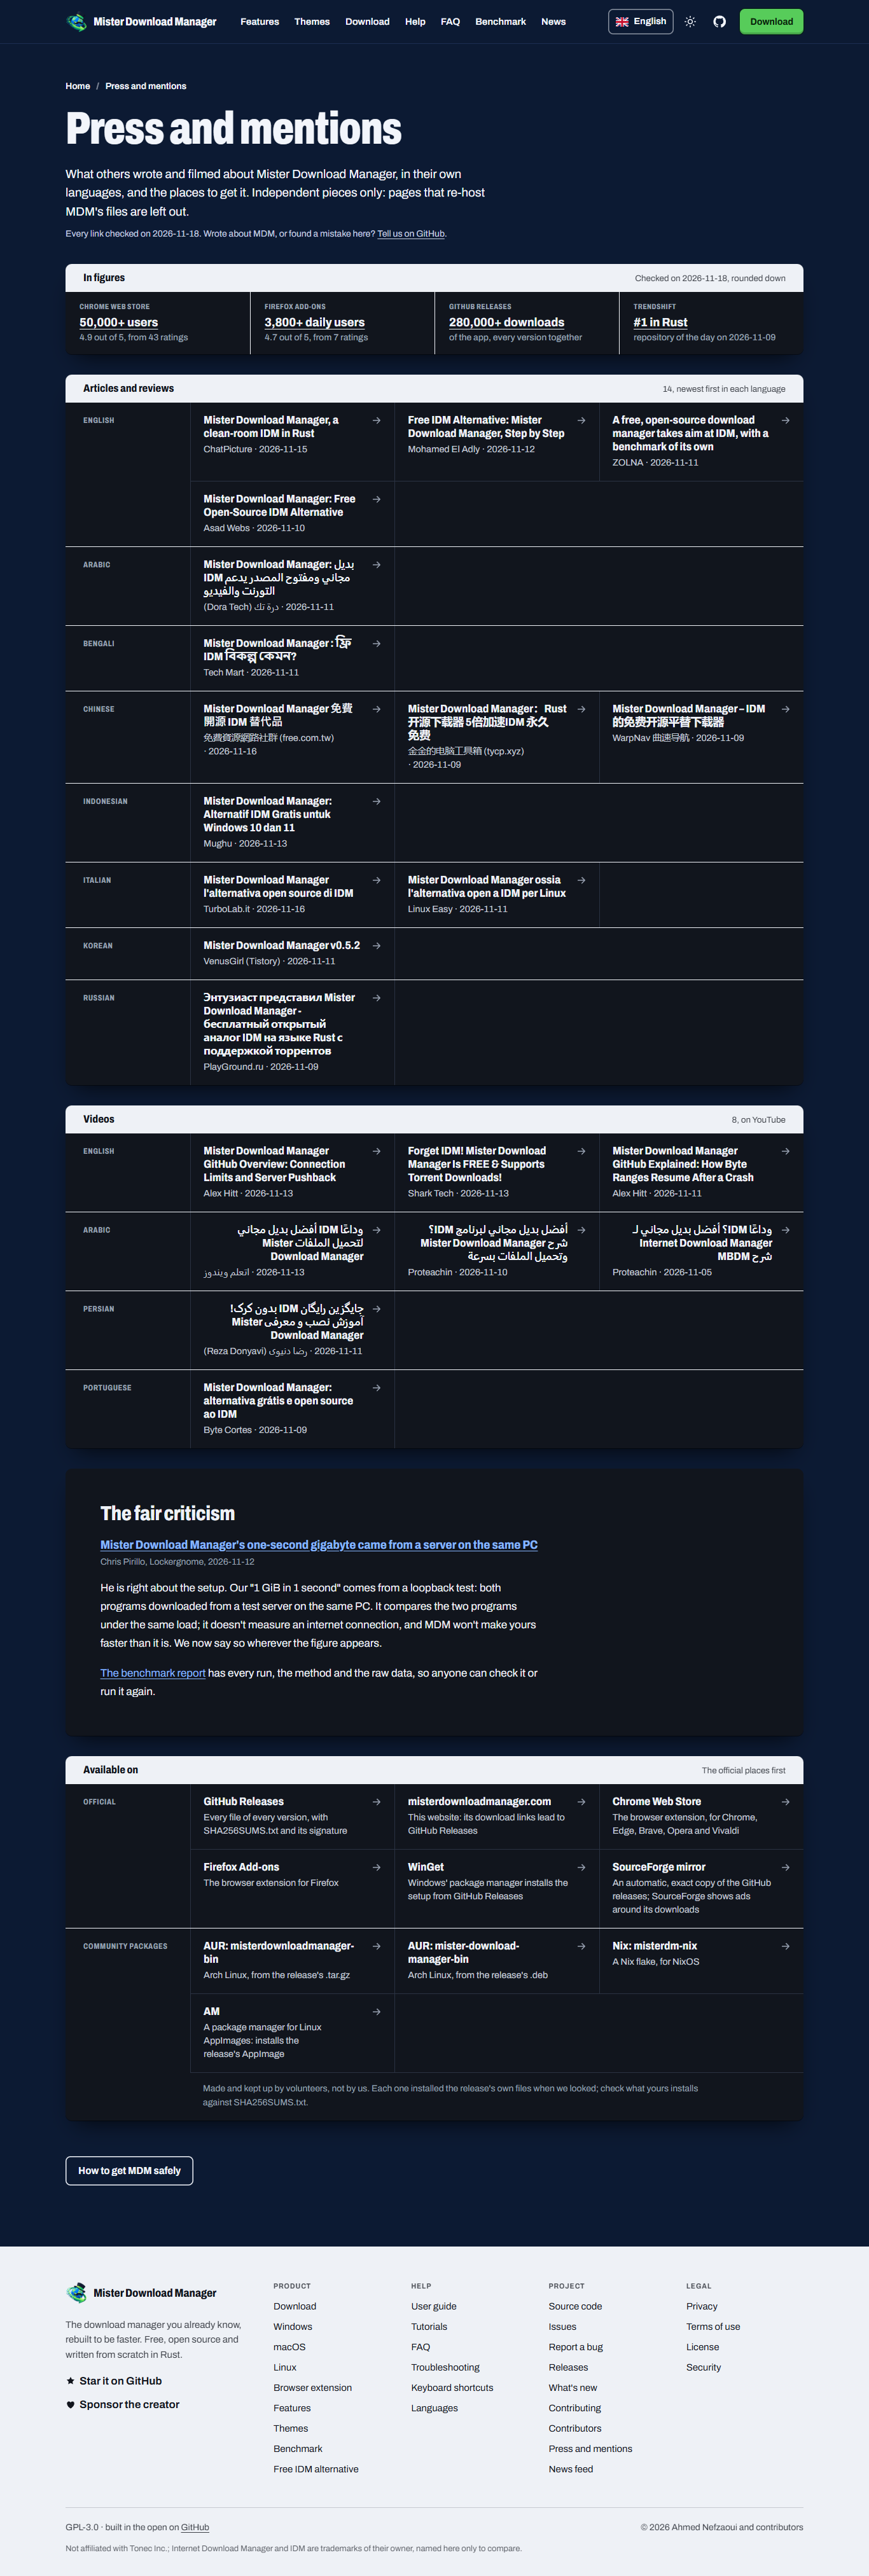 Mister Download Manager
Features
Themes
Download
Help
FAQ
Benchmark
News
English
Download
Home / Press and mentions
Press and mentions
What others wrote and filmed about Mister Download Manager, in their own
languages, and the places to get it. Independent pieces only: pages that re-host
MDM's files are left out.
Every link checked on 2026-11-18. Wrote about MDM, or found a mistake here? Tell us on GitHub.
In figures
Checked on 2026-11-18, rounded down
CHROME WEB STORE
50,000+ users
4.9 out of 5, from 43 ratings
FIREFOX ADD-ONS
3,800+ daily users
4.7 out of 5, from 7 ratings
GITHUB RELEASES
280,000+ downloads
of the app, every version together
TRENDSHIFT
#1 in Rust
repository of the day on 2026-11-09
Articles and reviews
14, newest first in each language
ENGLISH
Mister Download Manager, a
clean-room IDM in Rust
ChatPicture · 2026-11-15
Free IDM Alternative: Mister
Download Manager, Step by Step
Mohamed El Adly · 2026-11-12
A free, open-source download
manager takes aim at IDM, with a
benchmark of its own
ZOLNA · 2026-11-11
Mister Download Manager: Free
Open-Source IDM Alternative
Asad Webs · 2026-11-10
ARABIC
Mister Download Manager: بديل
IDM مجاني ومفتوح المصدر يدعم
التورنت والفيديو
(Dora Tech) درة تك · 2026-11-11
BENGALI
Mister Download Manager : ফ্রি
IDM বিকল্প কেমন?
Tech Mart · 2026-11-11
CHINESE
Mister Download Manager 免費
開源 IDM 替代品
免費資源網路社群 (free.com.tw)
· 2026-11-16
Mister Download Manager： Rust
开源下载器 5倍加速IDM 永久
免费
金金的电脑工具箱 (tycp.xyz)
· 2026-11-09
Mister Download Manager – IDM
的免费开源平替下载器
WarpNav 曲速导航 · 2026-11-09
INDONESIAN
Mister Download Manager:
Alternatif IDM Gratis untuk
Windows 10 dan 11
Mughu · 2026-11-13
ITALIAN
Mister Download Manager
l'alternativa open source di IDM
TurboLab.it · 2026-11-16
Mister Download Manager ossia
l'alternativa open a IDM per Linux
Linux Easy · 2026-11-11
KOREAN
Mister Download Manager v0.5.2
VenusGirl (Tistory) · 2026-11-11
RUSSIAN
Энтузиаст представил Mister
Download Manager -
бесплатный открытый
аналог IDM на языке Rust с
поддержкой торрентов
PlayGround.ru · 2026-11-09
Videos
8, on YouTube
ENGLISH
Mister Download Manager
GitHub Overview: Connection
Limits and Server Pushback
Alex Hitt · 2026-11-13
Forget IDM! Mister Download
Manager Is FREE & Supports
Torrent Downloads!
Shark Tech · 2026-11-13
Mister Download Manager
GitHub Explained: How Byte
Ranges Resume After a Crash
Alex Hitt · 2026-11-11
ARABIC
وداعًا IDM أفضل بديل مجاني
لتحميل الملفات Mister
Download Manager
اتعلم ويندوز · 2026-11-13
أفضل بديل مجاني لبرنامج IDM؟
شرح Mister Download Manager
وتحميل الملفات بسرعة
Proteachin · 2026-11-10
وداعًا IDM؟ أفضل بديل مجاني لـ
Internet Download Manager
شرح MBDM
Proteachin · 2026-11-05
PERSIAN
جایگزین رایگان IDM بدون کرک!
آموزش نصب و معرفی Mister
Download Manager
(Reza Donyavi) رضا دنیوی · 2026-11-11
PORTUGUESE
Mister Download Manager:
alternativa grátis e open source
ao IDM
Byte Cortes · 2026-11-09
The fair criticism
Mister Download Manager's one-second gigabyte came from a server on the same PC
Chris Pirillo, Lockergnome, 2026-11-12
He is right about the setup. Our "1 GiB in 1 second" comes from a loopback test: both
programs downloaded from a test server on the same PC. It compares the two programs
under the same load; it doesn't measure an internet connection, and MDM won't make yours
faster than it is. We now say so wherever the figure appears.
The benchmark report has every run, the method and the raw data, so anyone can check it or
run it again.
Available on
The official places first
OFFICIAL
GitHub Releases
Every file of every version, with
SHA256SUMS.txt and its signature
misterdownloadmanager.com
This website: its download links lead to
GitHub Releases
Chrome Web Store
The browser extension, for Chrome,
Edge, Brave, Opera and Vivaldi
Firefox Add-ons
The browser extension for Firefox
WinGet
Windows' package manager installs the
setup from GitHub Releases
SourceForge mirror
An automatic, exact copy of the GitHub
releases; SourceForge shows ads
around its downloads
COMMUNITY PACKAGES
AUR: misterdownloadmanager-
bin
Arch Linux, from the release's .tar.gz
AUR: mister-download-
manager-bin
Arch Linux, from the release's .deb
Nix: misterdm-nix
A Nix flake, for NixOS
AM
A package manager for Linux
AppImages: installs the
release's AppImage
Made and kept up by volunteers, not by us. Each one installed the release's own files when we looked; check what yours installs
against SHA256SUMS.txt.
How to get MDM safely
Mister Download Manager
The download manager you already know,
rebuilt to be faster. Free, open source and
written from scratch in Rust.
Star it on GitHub
Sponsor the creator
PRODUCT
Download
Windows
macOS
Linux
Browser extension
Features
Themes
Benchmark
Free IDM alternative
HELP
User guide
Tutorials
FAQ
Troubleshooting
Keyboard shortcuts
Languages
PROJECT
Source code
Issues
Report a bug
Releases
What's new
Contributing
Contributors
Press and mentions
News feed
LEGAL
Privacy
Terms of use
License
Security
GPL-3.0 · built in the open on GitHub
© 2026 Ahmed Nefzaoui and contributors
Not affiliated with Tonec Inc.; Internet Download Manager and IDM are trademarks of their owner, named here only to compare.